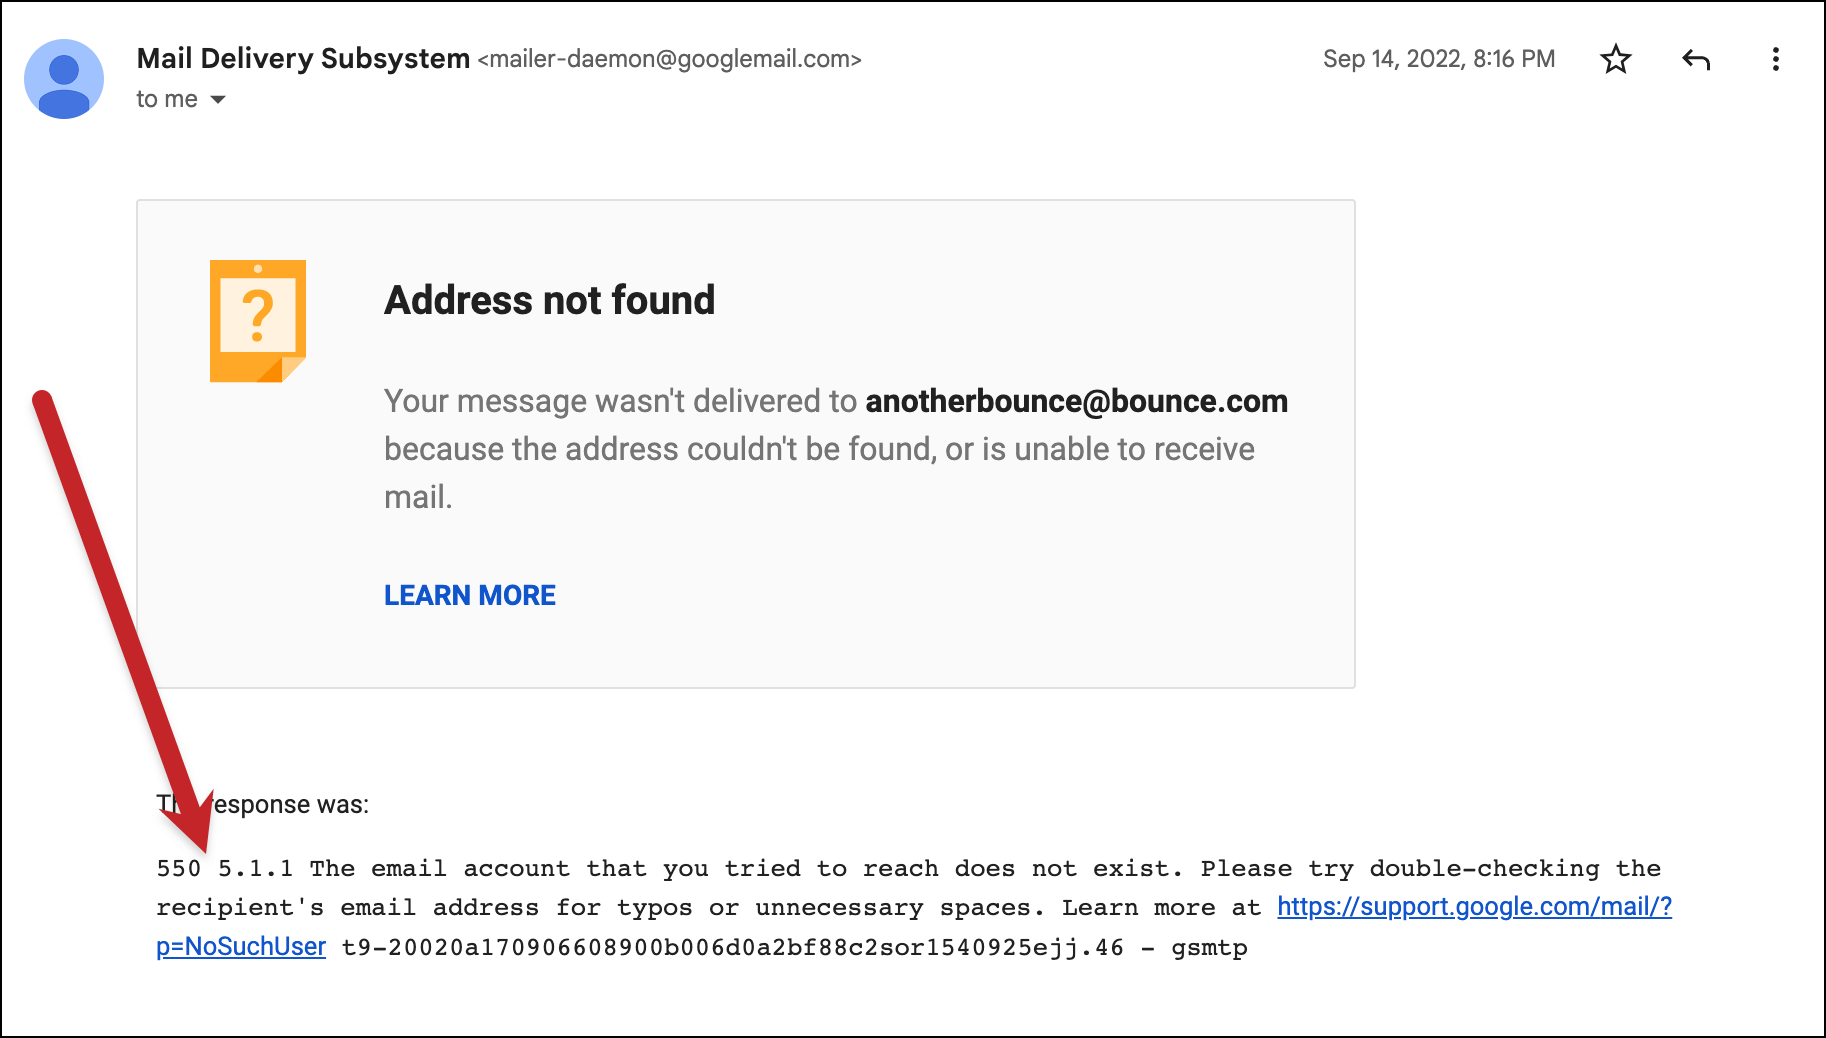 Mail Delivery Subsystem <mailer-daemon@googlemail.com>
Sep 14, 2022, 8:16 PM
to me
?
Address not found
Your message wasn't delivered to anotherbounce@bounce.com
because the address couldn't be found, or is unable to receive
mail.
LEARN MORE
The response was:
550 5.1.1 The email account that you tried to reach does not exist. Please try double-checking the
recipient's email address for typos or unnecessary spaces. Learn more at https://support.google.com/mail/?
p=NoSuchUser t9-20020a170906608900b006d0a2bf88c2sor1540925ejj.46 - gsmtp